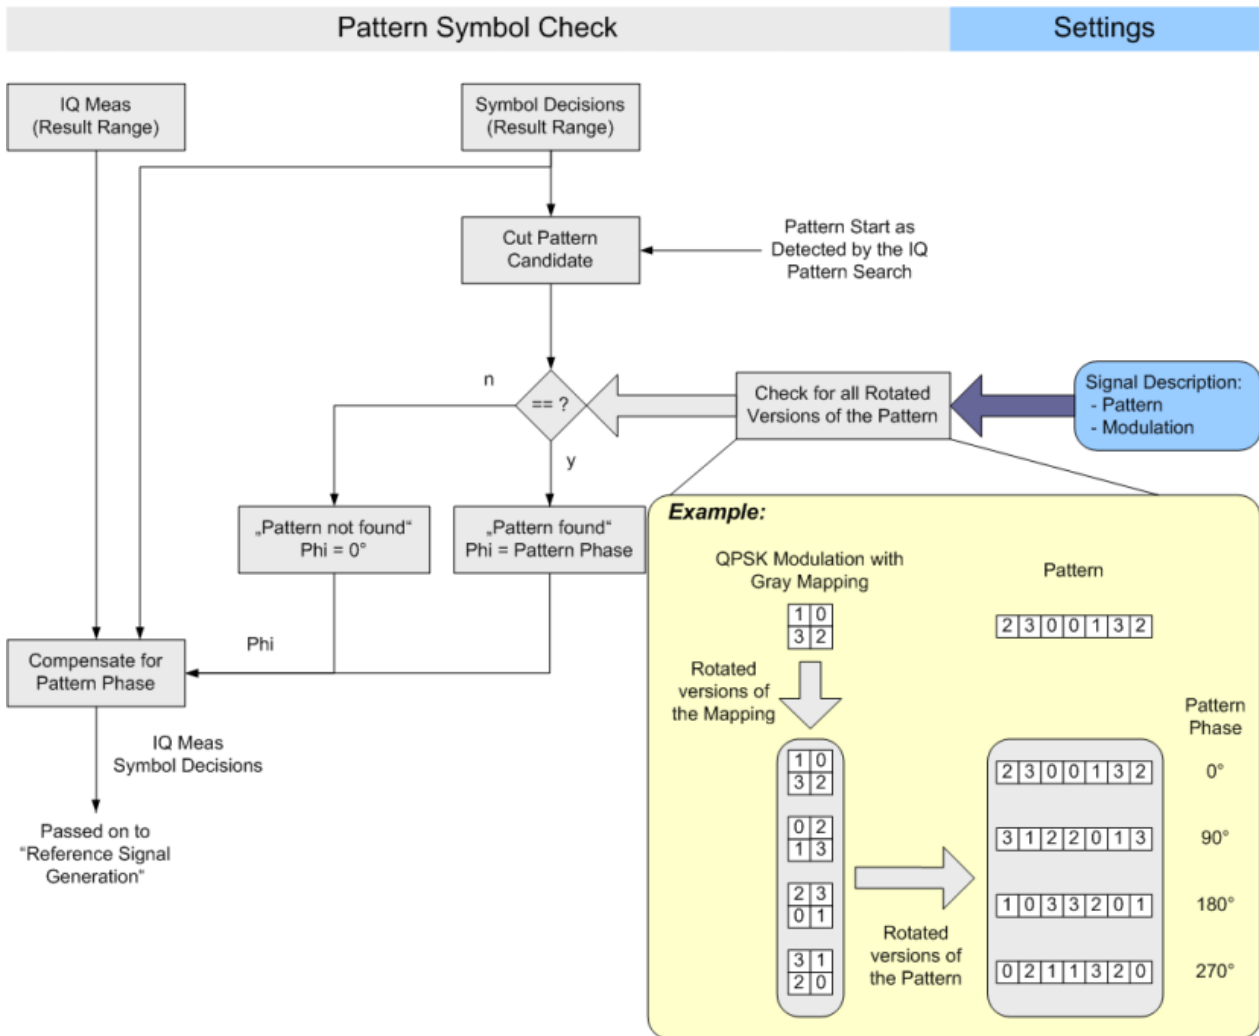 Pattern Symbol Check
Settings
IQ Meas
(Result Range)
Symbol Decisions
(Result Range)
Cut Pattern
Candidate
Pattern Start as
Detected by the IQ
Pattern Search
n
== ?
y
Check for all Rotated
Versions of the Pattern
Signal Description:
- Pattern
- Modulation
„Pattern not found“
Phi = 0°
„Pattern found“
Phi = Pattern Phase
Phi
Compensate for
Pattern Phase
IQ Meas
Symbol Decisions
Passed on to
“Reference Signal
Generation“
Example:
QPSK Modulation with
Gray Mapping
1 0
3 2
Pattern
2 3 0 0 1 3 2
Rotated
versions of
the Mapping
1 0
3 2
0 2
1 3
2 3
0 1
3 1
2 0
Rotated
versions of
the Pattern
Pattern
Phase
2 3 0 0 1 3 2 0°
3 1 2 2 0 1 3 90°
1 0 3 3 2 0 1 180°
0 2 1 1 3 2 0 270°